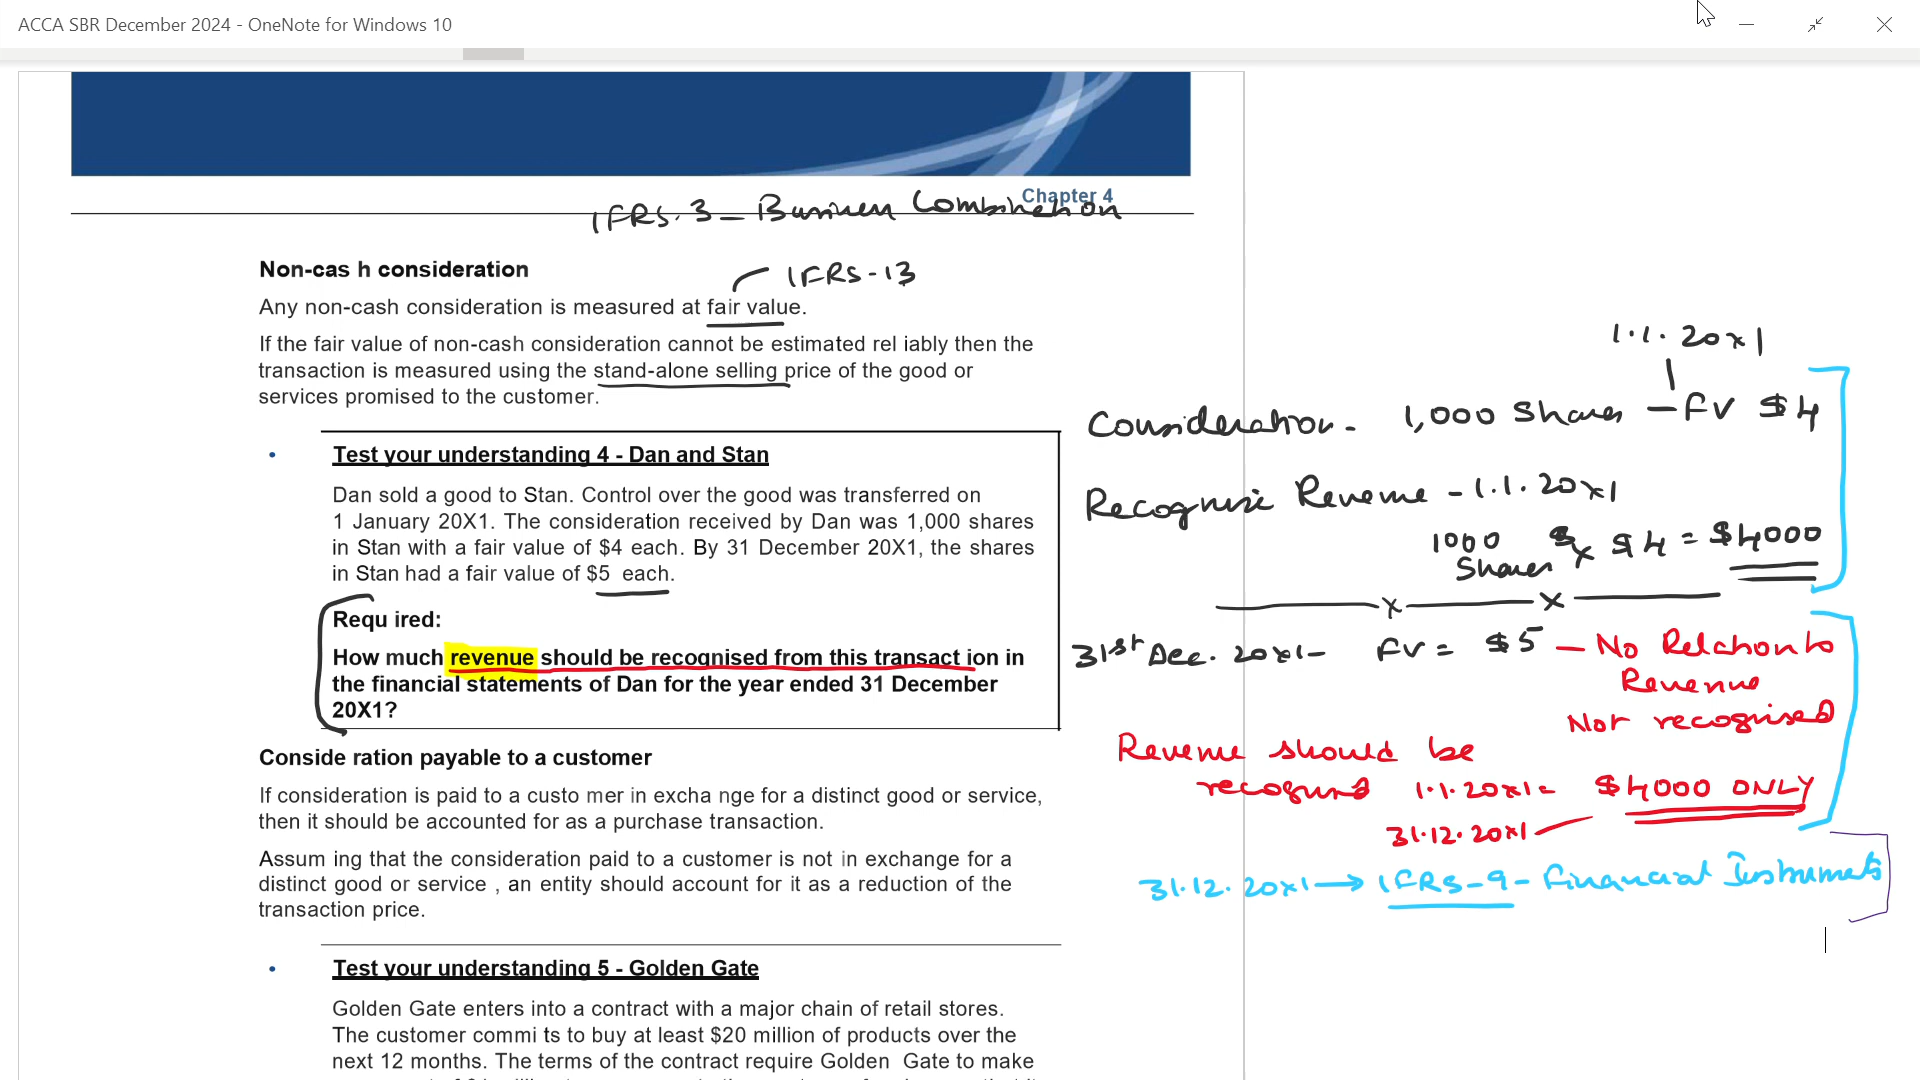 ACCA SBR December 2024 - OneNote for Windows 10
Chapter 4
IFRS.3 - Business Combination
Non-cas h consideration
IFRS-13
Any non-cash consideration is measured at fair value.
If the fair value of non-cash consideration cannot be estimated rel iably then the
transaction is measured using the stand-alone selling price of the good or
services promised to the customer.
Test your understanding 4 - Dan and Stan
Dan sold a good to Stan. Control over the good was transferred on
1 January 20X1. The consideration received by Dan was 1,000 shares
in Stan with a fair value of $4 each. By 31 December 20X1, the shares
in Stan had a fair value of $5 each.
Requ ired:
How much revenue should be recognised from this transact ion in
the financial statements of Dan for the year ended 31 December
20X1?
Conside ration payable to a customer
If consideration is paid to a custo mer in excha nge for a distinct good or service,
then it should be accounted for as a purchase transaction.
Assum ing that the consideration paid to a customer is not in exchange for a
distinct good or service , an entity should account for it as a reduction of the
transaction price.
Test your understanding 5 - Golden Gate
Golden Gate enters into a contract with a major chain of retail stores.
The customer commi ts to buy at least $20 million of products over the
next 12 months. The terms of the contract require Golden Gate to make
1.1.20x1
Consideration - 1,000 Shares - FV $4
Recognise Revenue - 1.1.20x1
1000 x $4 = $4000
Shares
x x
31st Dec. 20x1 - FV = $5 - No Relation to
Revenue
Not recognised
Revenue should be
recognised 1.1.20x1 = $4000 ONLY
31.12.20x1
31.12.20x1 → IFRS-9 - Financial Instruments